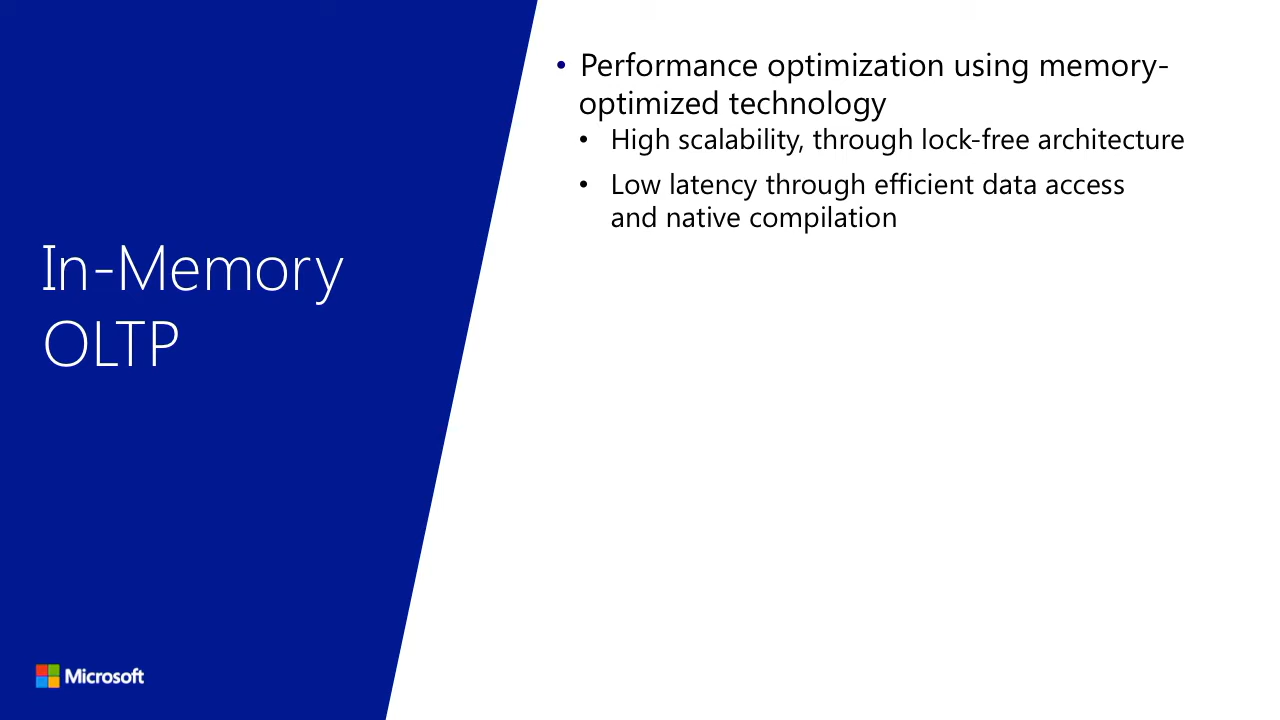 In-Memory
OLTP
• Performance optimization using memory-
optimized technology
• High scalability, through lock-free architecture
• Low latency through efficient data access
and native compilation
Microsoft